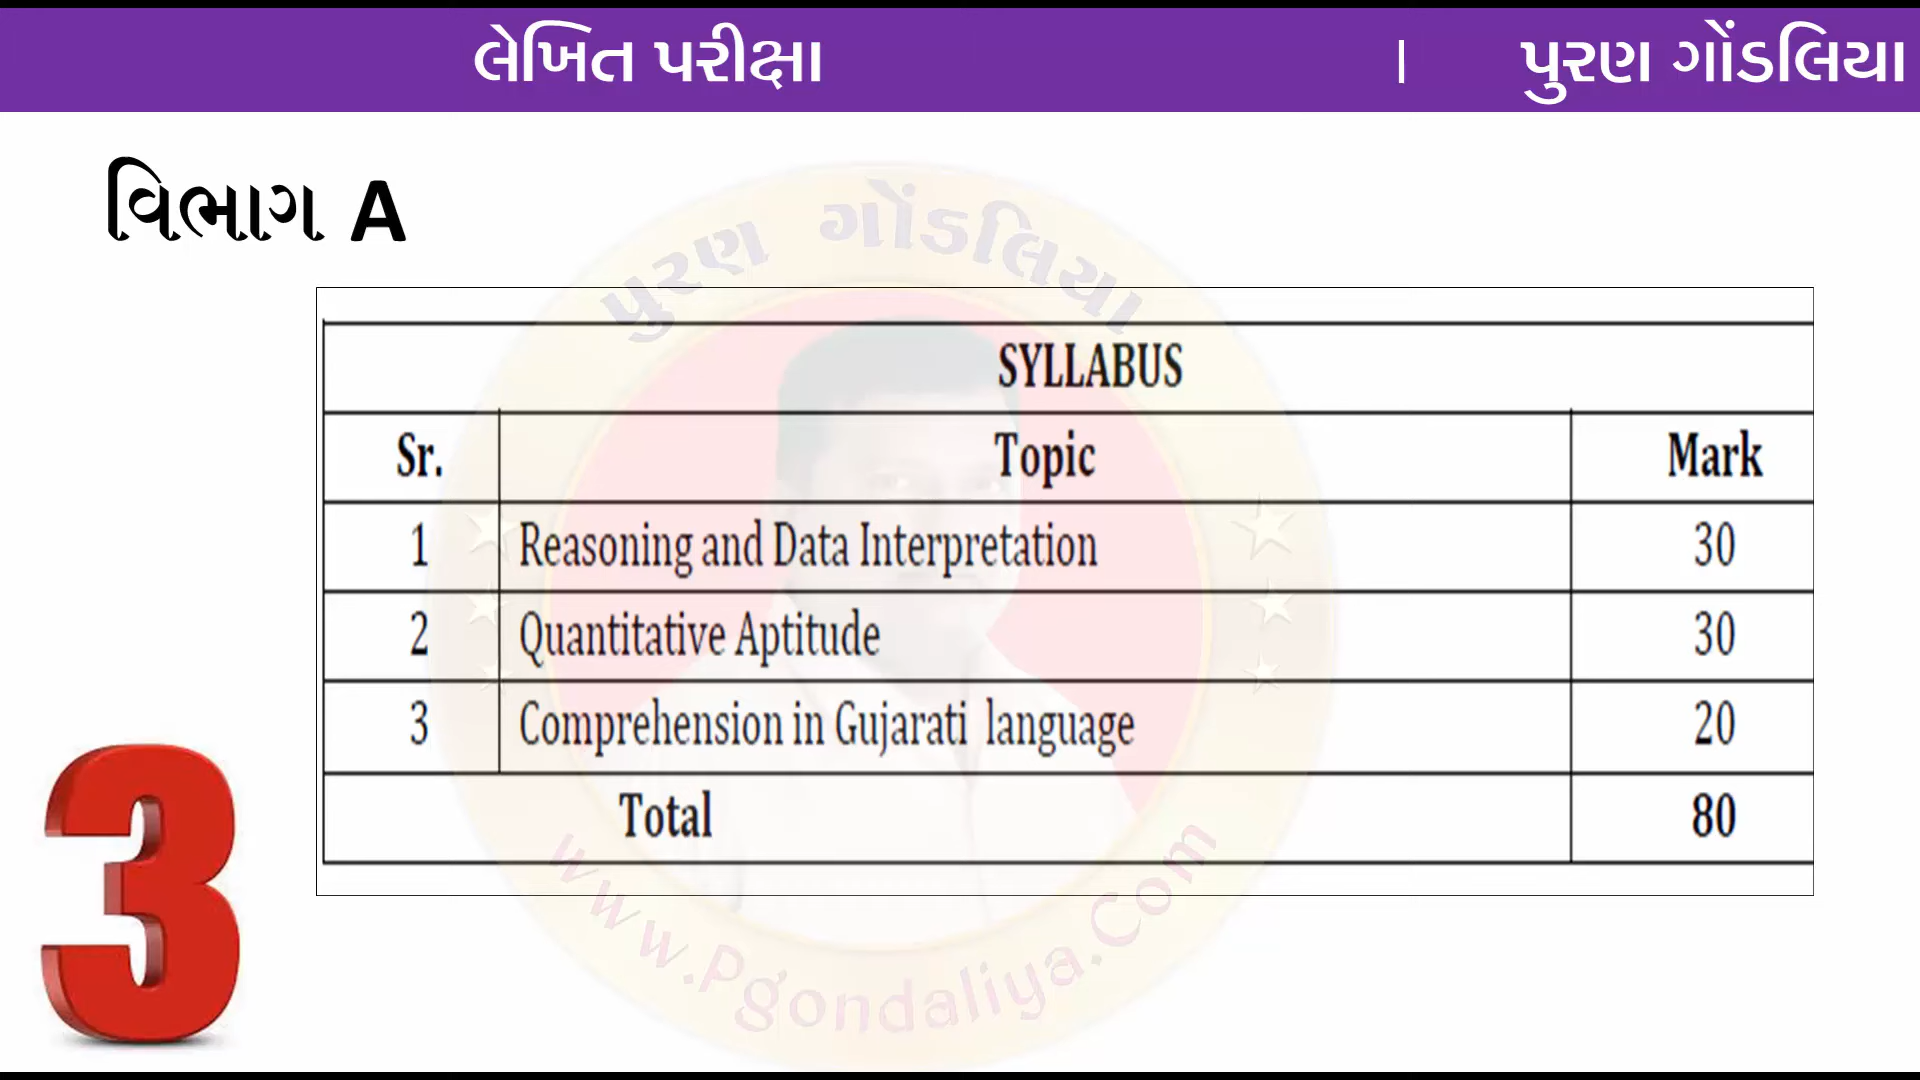 લેખિત પરીક્ષા | પુરણ ગોંડલિયા
વિભાગ A
પુરણ ગોંડલિયા
SYLLABUS
Sr. Topic Mark
1 Reasoning and Data Interpretation 30
2 Quantitative Aptitude 30
3 Comprehension in Gujarati language 20
Total 80
www.Pgondaliya.Com
3